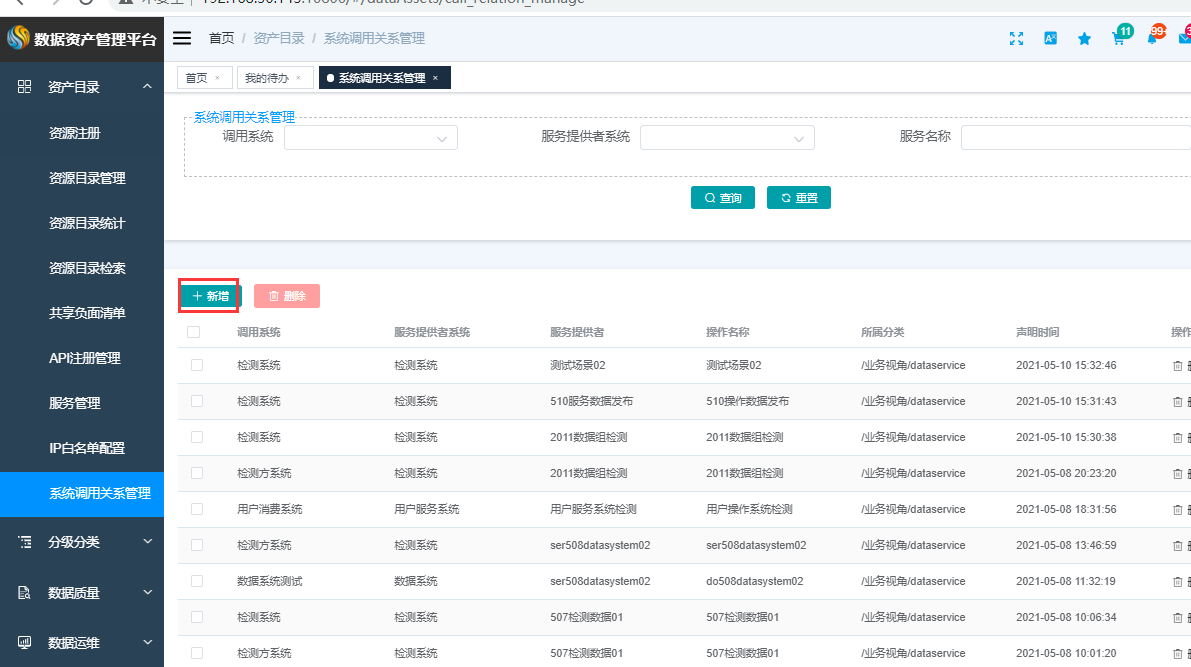 数据资产管理平台
首页 / 资产目录 / 系统调用关系管理
11
99+
首页 ×
我的待办 ×
系统调用关系管理 ×
资产目录
资源注册
资源目录管理
资源目录统计
资源目录检索
共享负面清单
API注册管理
服务管理
IP白名单配置
系统调用关系管理
分级分类
数据质量
数据运维
系统调用关系管理
调用系统 服务提供者系统 服务名称
查询 重置
新增 删除
调用系统 服务提供者系统 服务提供者 操作名称 所属分类 声明时间 操作
检测系统 检测系统 测试场景02 测试场景02 /业务视角/dataservice 2021-05-10 15:32:46
检测系统 检测系统 510服务数据发布 510操作数据发布 /业务视角/dataservice 2021-05-10 15:31:43
检测系统 检测系统 2011数据组检测 2011数据组检测 /业务视角/dataservice 2021-05-10 15:30:38
检测方系统 检测系统 2011数据组检测 2011数据组检测 /业务视角/dataservice 2021-05-08 20:23:20
用户消费系统 用户服务系统 用户服务系统检测 用户操作系统检测 /业务视角/dataservice 2021-05-08 18:31:56
检测方系统 检测系统 ser508datasystem02 ser508datasystem02 /业务视角/dataservice 2021-05-08 13:46:59
数据系统测试 数据系统 ser508datasystem02 do508datasystem02 /业务视角/dataservice 2021-05-08 11:32:19
检测系统 检测系统 507检测数据01 507检测数据01 /业务视角/dataservice 2021-05-08 10:06:34
检测方系统 检测系统 507检测数据01 507检测数据01 /业务视角/dataservice 2021-05-08 10:01:20